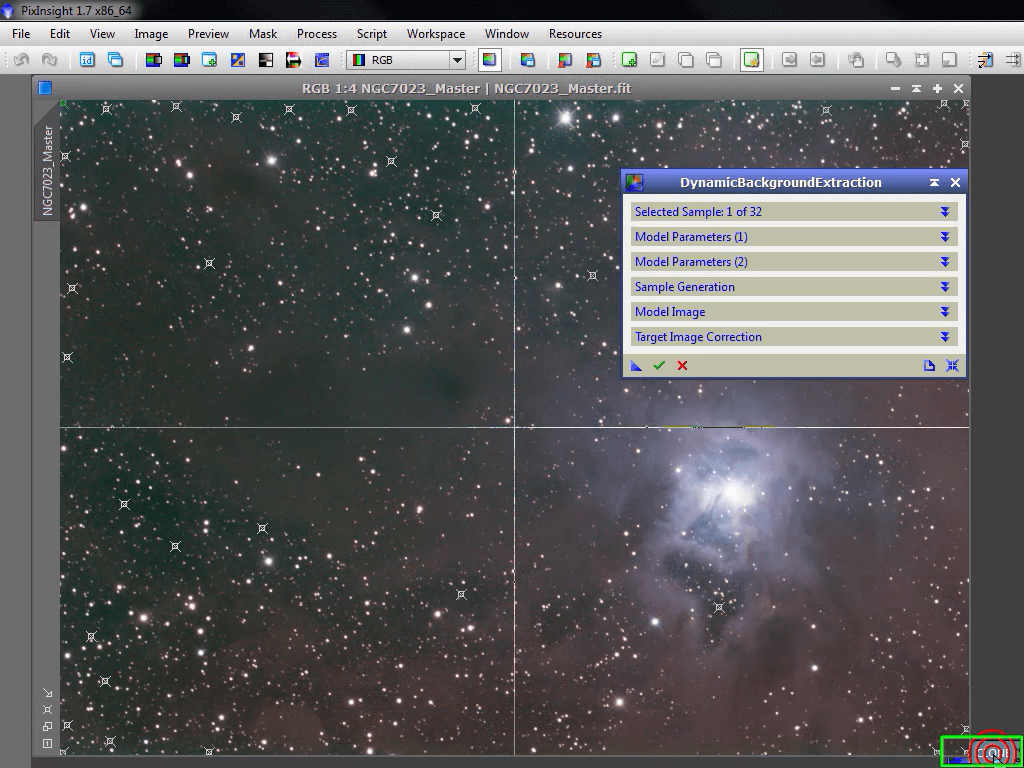 PixInsight 1.7 x86_64
File Edit View Image Preview Mask Process Script Workspace Window Resources
RGB
RGB 1:4 NGC7023_Master | NGC7023_Master.fit
NGC7023_Master
DynamicBackgroundExtraction
Selected Sample: 1 of 32
Model Parameters (1)
Model Parameters (2)
Sample Generation
Model Image
Target Image Correction